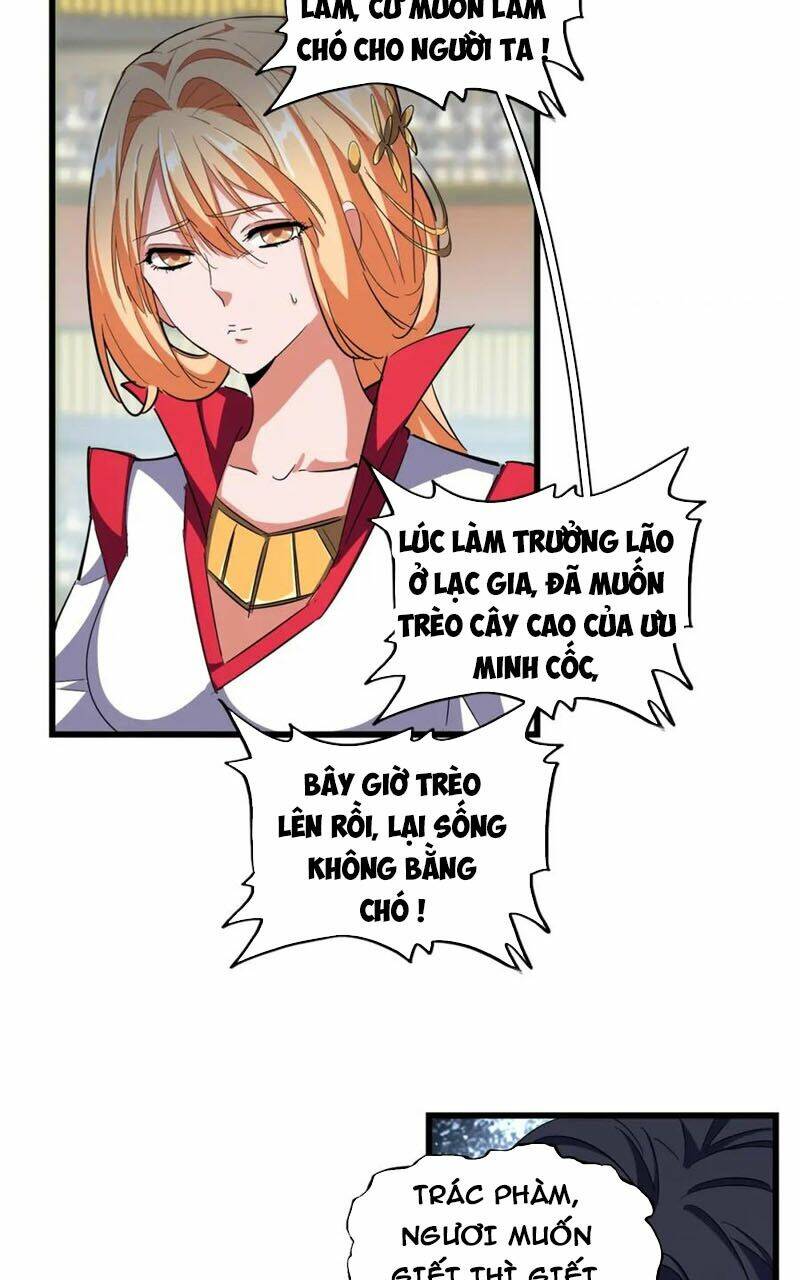 LÀM, CỨ MUỐN LÀM
CHÓ CHO NGƯỜI TA !
LÚC LÀM TRƯỞNG LÃO
Ở LẠC GIA, ĐÃ MUỐN
TRÈO CÂY CAO CỦA ƯU
MINH CỐC,
BÂY GIỜ TRÈO
LÊN RỒI, LẠI SỐNG
KHÔNG BẰNG
CHÓ !
TRÁC PHÀM,
NGƯƠI MUỐN
GIẾT THÌ GIẾT